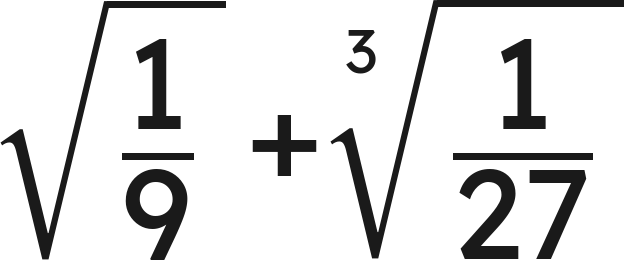 √(1/9) + ∛(1/27)